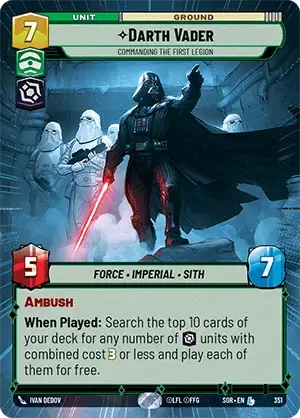 7
UNIT
GROUND
DARTH VADER
COMMANDING THE FIRST LEGION
5
7
FORCE • IMPERIAL • SITH
AMBUSH
When Played: Search the top 10 cards of
your deck for any number of units with
combined cost 3 or less and play each of
them for free.
IVAN DEDOV
©LFL ©FFG
SOR • EN
L
351